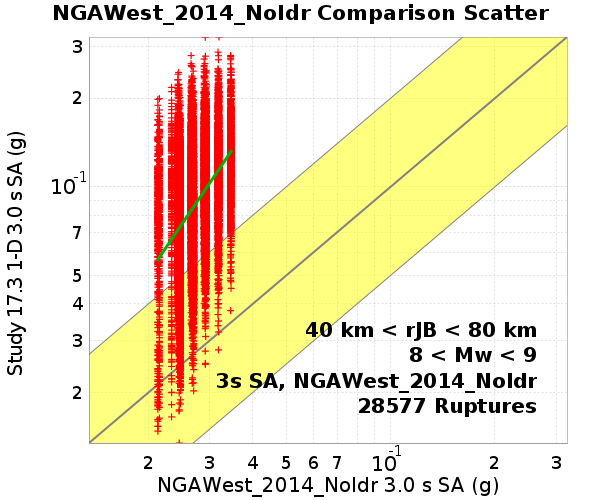 NGAWest_2014_NoIdr Comparison Scatter
3
2
10-1
7
5
4
3
2
Study 17.3 1-D 3.0 s SA (g)
40 km < rJB < 80 km
8 < Mw < 9
3s SA, NGAWest_2014_NoIdr
28577 Ruptures
2 3 4 5 6 7 10-1 2 3
NGAWest_2014_NoIdr 3.0 s SA (g)